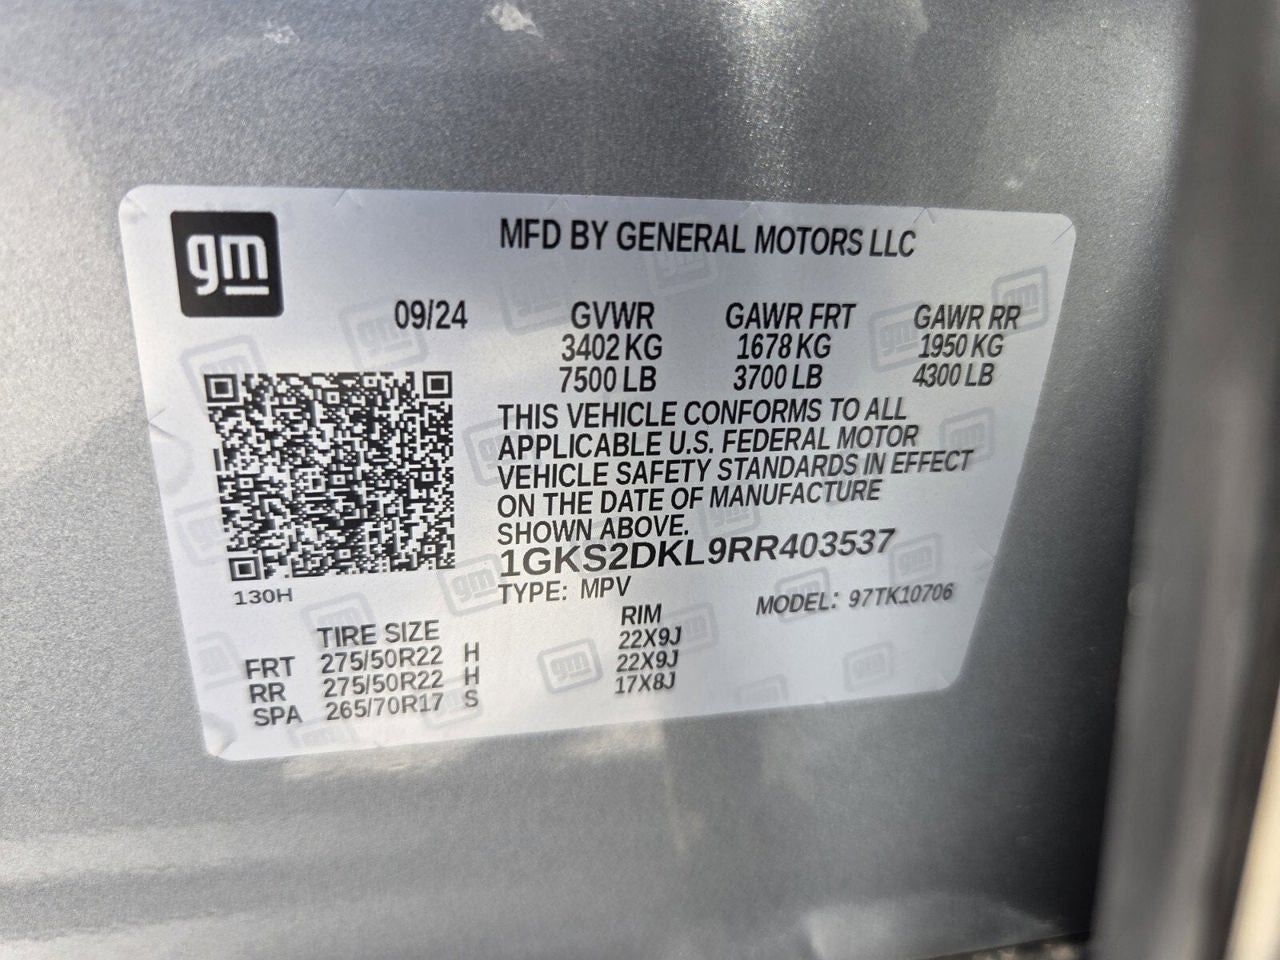 gm
MFD BY GENERAL MOTORS LLC
09/24 GVWR GAWR FRT GAWR RR
3402 KG 1678 KG 1950 KG
7500 LB 3700 LB 4300 LB
THIS VEHICLE CONFORMS TO ALL
APPLICABLE U.S. FEDERAL MOTOR
VEHICLE SAFETY STANDARDS IN EFFECT
ON THE DATE OF MANUFACTURE
SHOWN ABOVE.
1GKS2DKL9RR403537
TYPE: MPV MODEL: 97TK10706
130H
TIRE SIZE RIM
FRT 275/50R22 H 22X9J
RR 275/50R22 H 22X9J
SPA 265/70R17 S 17X8J